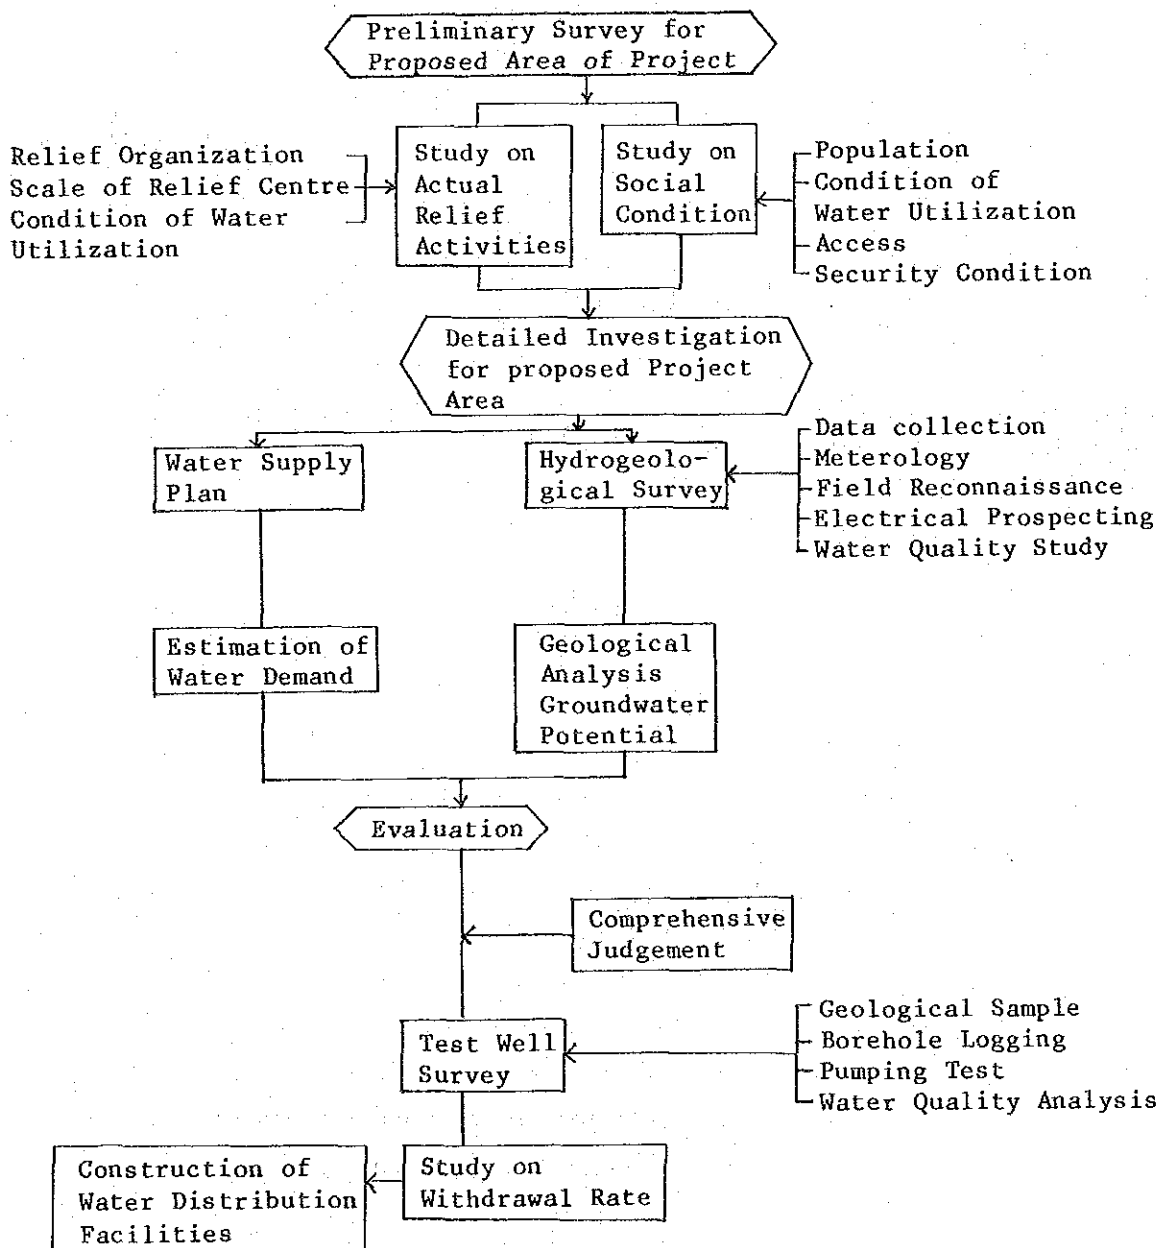 Preliminary Survey for
Proposed Area of Project
Relief Organization
Scale of Relief Centre
Condition of Water
Utilization
Study on
Actual
Relief
Activities
Study on
Social
Condition
Population
Condition of
Water Utilization
Access
Security Condition
Detailed Investigation
for proposed Project
Area
Water Supply
Plan
Hydrogeolo-
gical Survey
Data collection
Meterology
Field Reconnaissance
Electrical Prospecting
Water Quality Study
Estimation of
Water Demand
Geological
Analysis
Groundwater
Potential
Evaluation
Comprehensive
Judgement
Test Well
Survey
Geological Sample
Borehole Logging
Pumping Test
Water Quality Analysis
Study on
Withdrawal Rate
Construction of
Water Distribution
Facilities